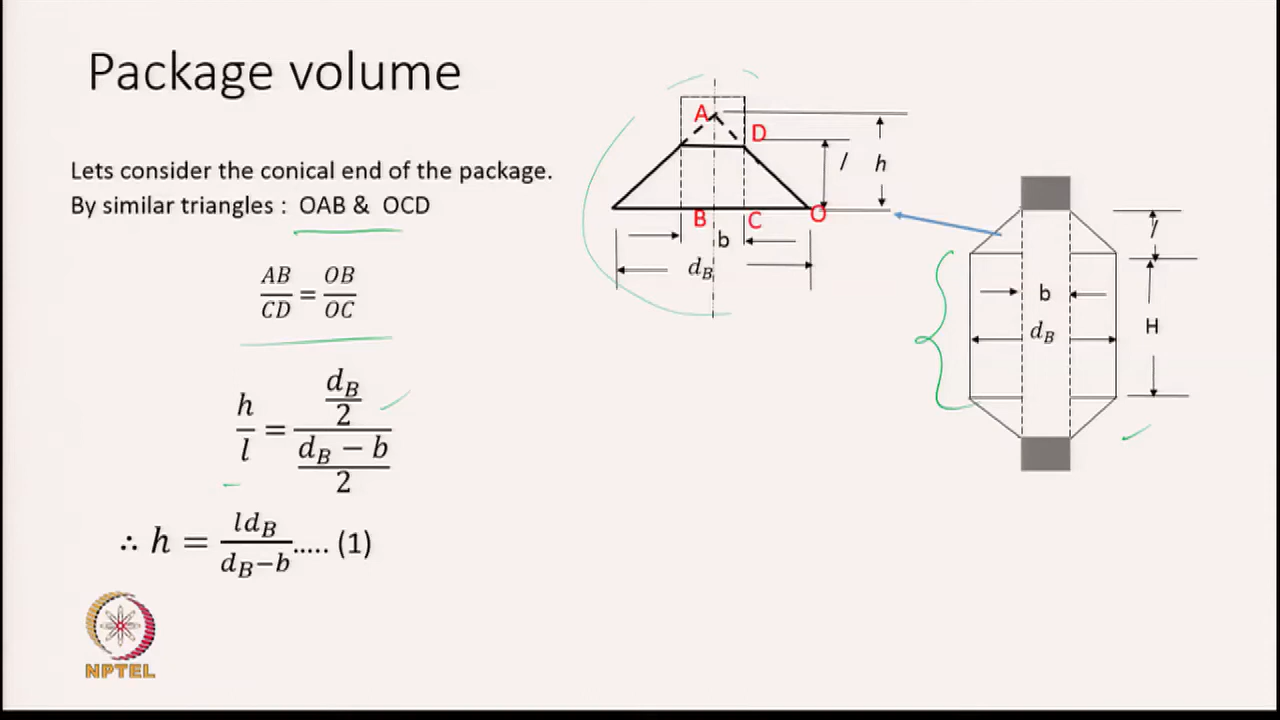 Package volume
Lets consider the conical end of the package.
By similar triangles : OAB & OCD
AB/CD = OB/OC
h/l = (d_B/2)/((d_B − b)/2)
∴ h = ld_B/(d_B−b)..... (1)
A
D
l
h
B
C
O
b
d_B
l
b
d_B
H
NPTEL